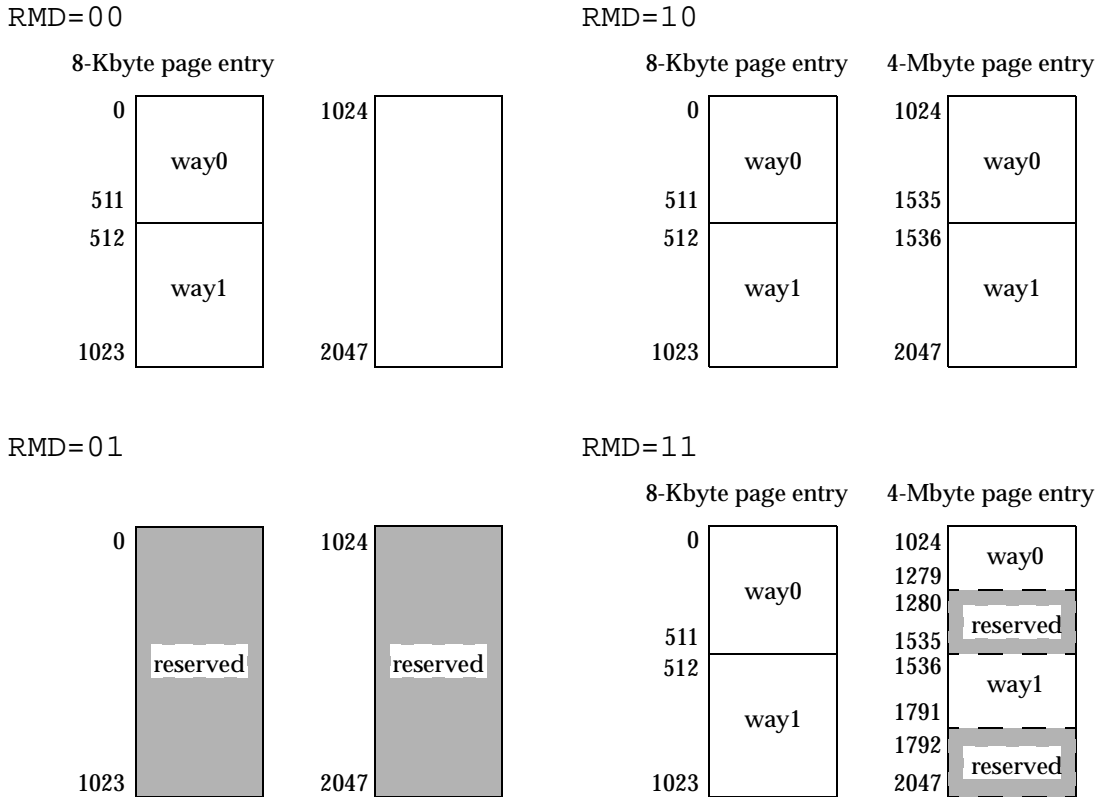 RMD=00
8-Kbyte page entry
0
way0
511
512
way1
1023
1024
2047
RMD=10
8-Kbyte page entry
0
way0
511
512
way1
1023
4-Mbyte page entry
1024
way0
1535
1536
way1
2047
RMD=01
0
reserved
1023
1024
reserved
2047
RMD=11
8-Kbyte page entry
0
way0
511
512
way1
1023
4-Mbyte page entry
1024
way0
1279
1280
reserved
1535
1536
way1
1791
1792
reserved
2047